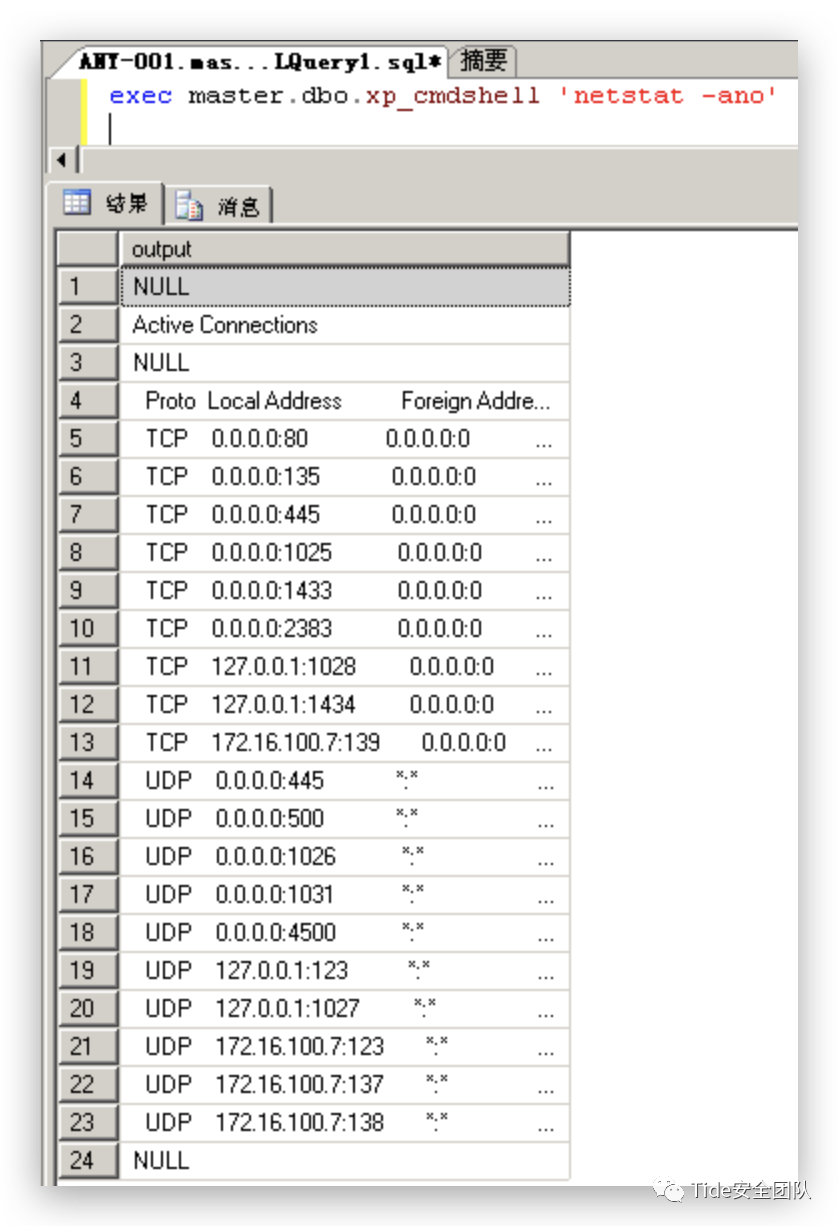 ANY-001.mas...LQuery1.sql* 摘要
exec master.dbo.xp_cmdshell 'netstat -ano'
结果 消息
output
1 NULL
2 Active Connections
3 NULL
4 Proto Local Address Foreign Addre...
5 TCP 0.0.0.0:80 0.0.0.0:0 ...
6 TCP 0.0.0.0:135 0.0.0.0:0 ...
7 TCP 0.0.0.0:445 0.0.0.0:0 ...
8 TCP 0.0.0.0:1025 0.0.0.0:0 ...
9 TCP 0.0.0.0:1433 0.0.0.0:0 ...
10 TCP 0.0.0.0:2383 0.0.0.0:0 ...
11 TCP 127.0.0.1:1028 0.0.0.0:0 ...
12 TCP 127.0.0.1:1434 0.0.0.0:0 ...
13 TCP 172.16.100.7:139 0.0.0.0:0 ...
14 UDP 0.0.0.0:445 *:* ...
15 UDP 0.0.0.0:500 *:* ...
16 UDP 0.0.0.0:1026 *:* ...
17 UDP 0.0.0.0:1031 *:* ...
18 UDP 0.0.0.0:4500 *:* ...
19 UDP 127.0.0.1:123 *:* ...
20 UDP 127.0.0.1:1027 *:* ...
21 UDP 172.16.100.7:123 *:* ...
22 UDP 172.16.100.7:137 *:* ...
23 UDP 172.16.100.7:138 *:* ...
24 NULL
Tide安全团队